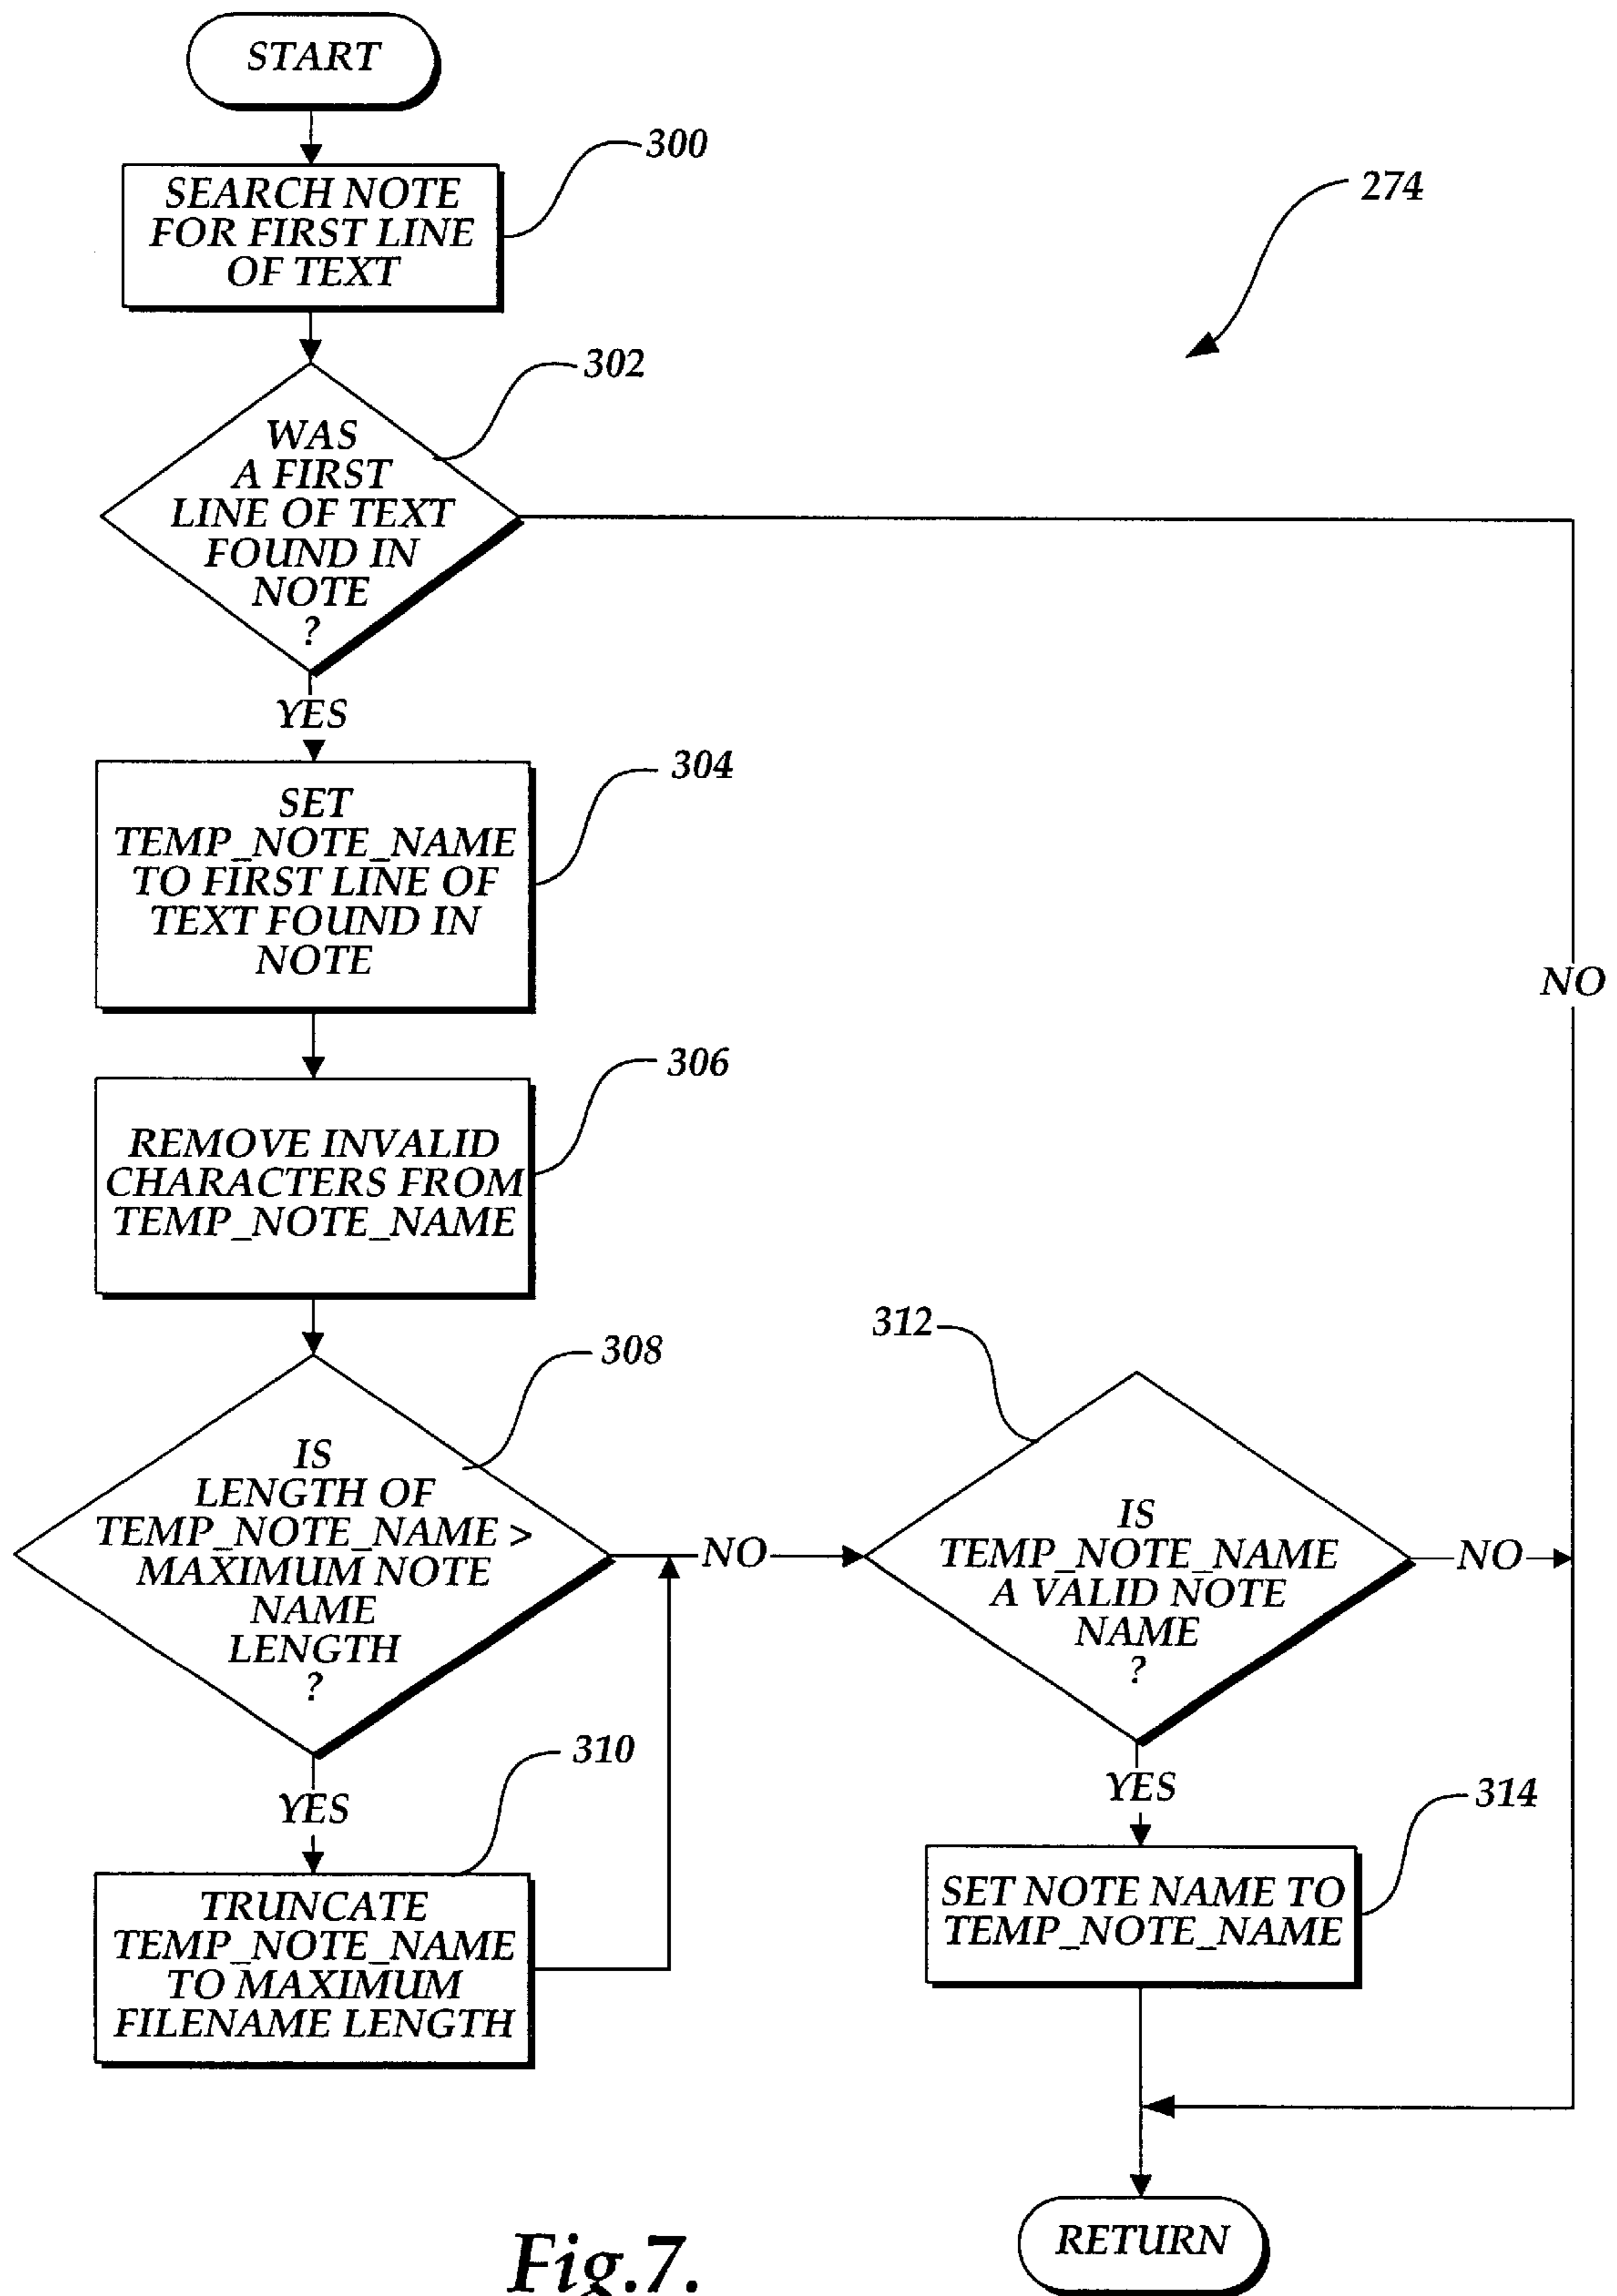 START
300
SEARCH NOTE
FOR FIRST LINE
OF TEXT
274
302
WAS
A FIRST
LINE OF TEXT
FOUND IN
NOTE
?
YES
304
SET
TEMP_NOTE_NAME
TO FIRST LINE OF
TEXT FOUND IN
NOTE
NO
306
REMOVE INVALID
CHARACTERS FROM
TEMP_NOTE_NAME
308
IS
LENGTH OF
TEMP_NOTE_NAME >
MAXIMUM NOTE
NAME
LENGTH
?
NO
YES
310
TRUNCATE
TEMP_NOTE_NAME
TO MAXIMUM
FILENAME LENGTH
312
IS
TEMP_NOTE_NAME
A VALID NOTE
NAME
?
NO
YES
314
SET NOTE NAME TO
TEMP_NOTE_NAME
RETURN
Fig.7.